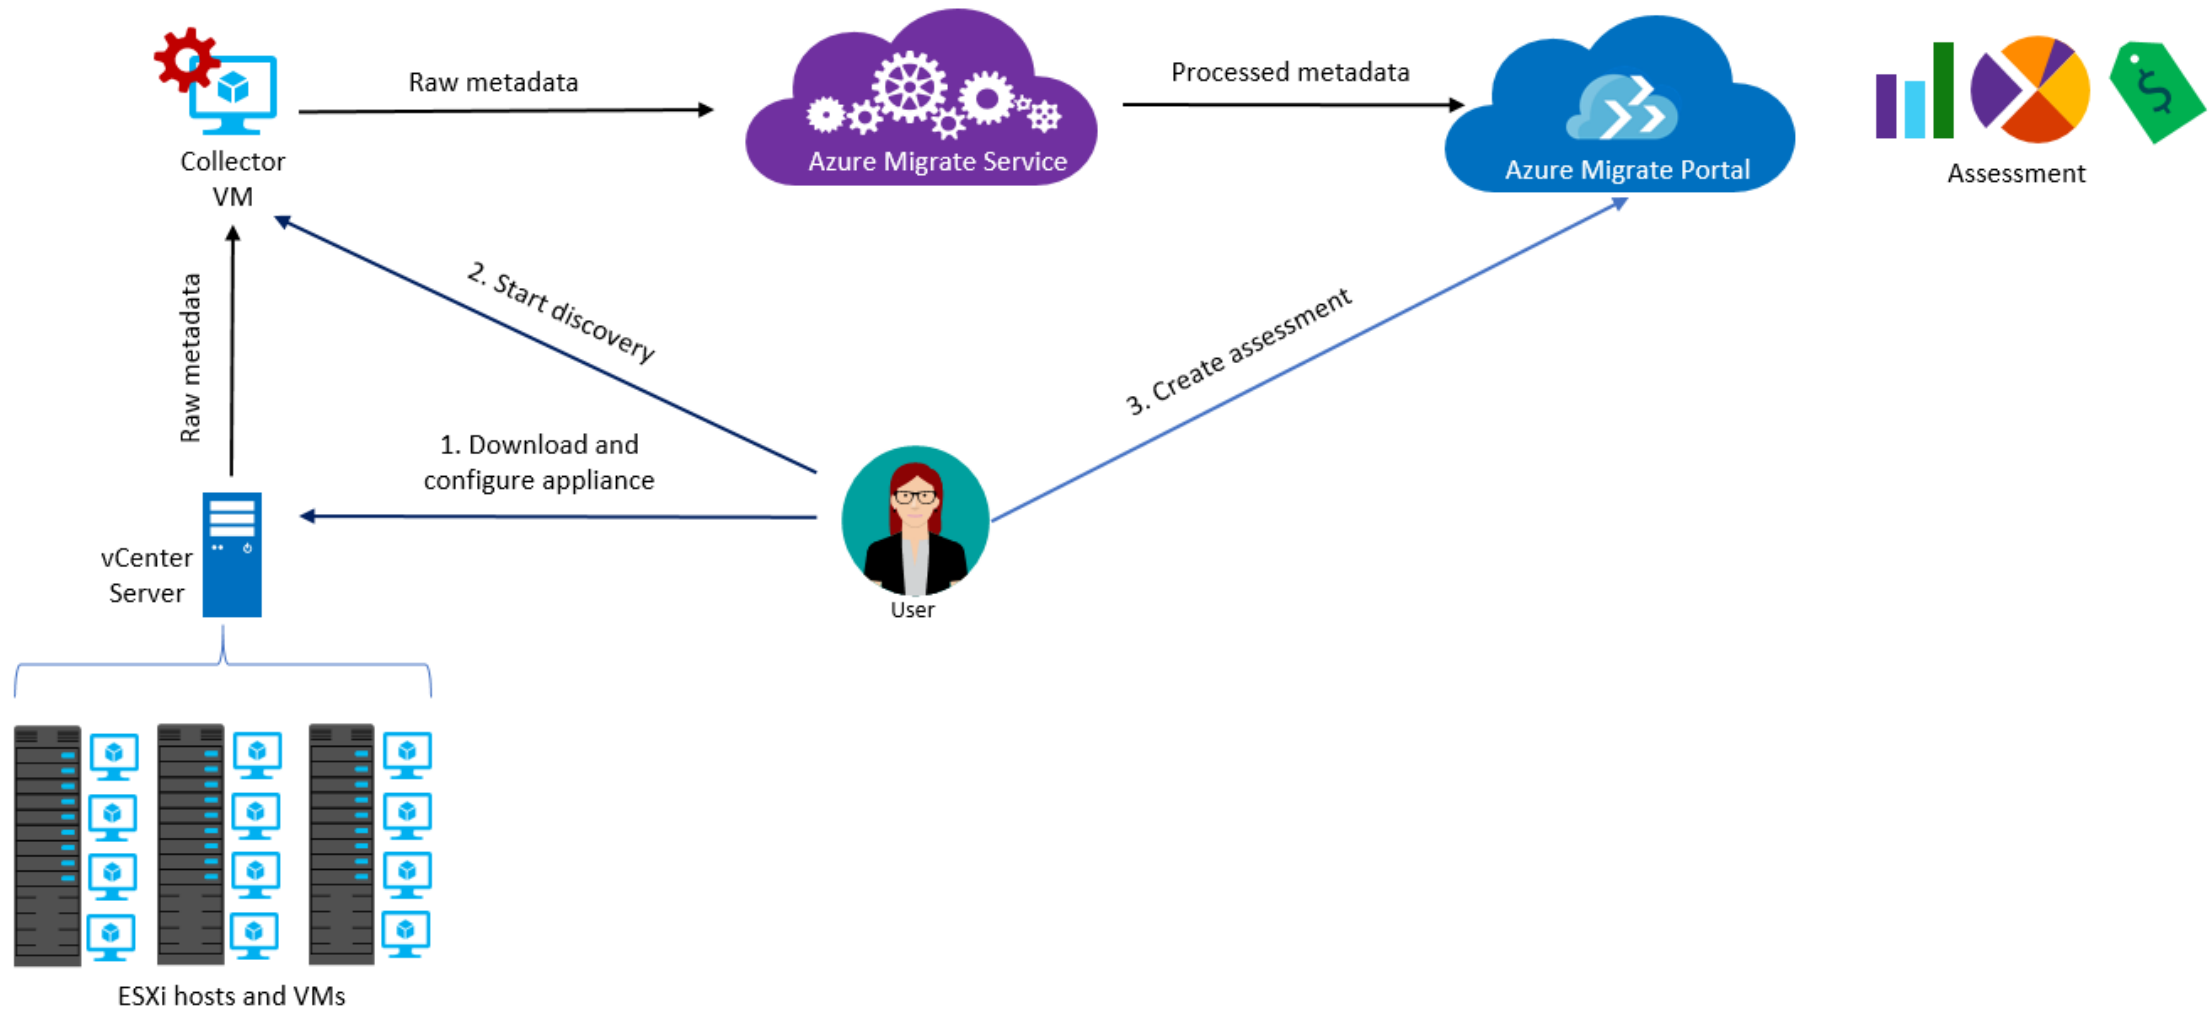 Raw metadata
Processed metadata
Collector
VM
Azure Migrate Service
Azure Migrate Portal
Assessment
2. Start discovery
Raw metadata
3. Create assessment
1. Download and
configure appliance
vCenter
Server
User
ESXi hosts and VMs